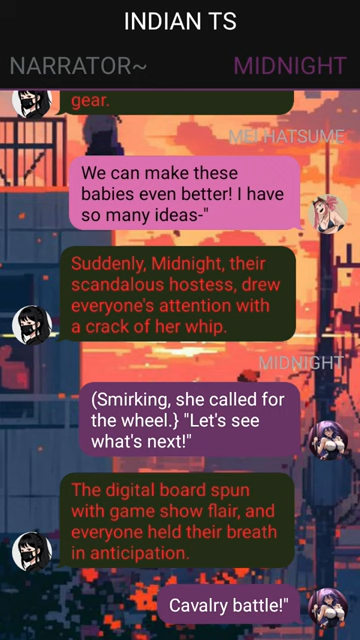 INDIAN TS
NARRATOR~
MIDNIGHT
gear.
MEI HATSUME
We can make these
babies even better! I have
so many ideas-"
Suddenly, Midnight, their
scandalous hostess, drew
everyone's attention with
a crack of her whip.
MIDNIGHT
(Smirking, she called for
the wheel.} "Let's see
what's next!"
The digital board spun
with game show flair, and
everyone held their breath
in anticipation.
Cavalry battle!"